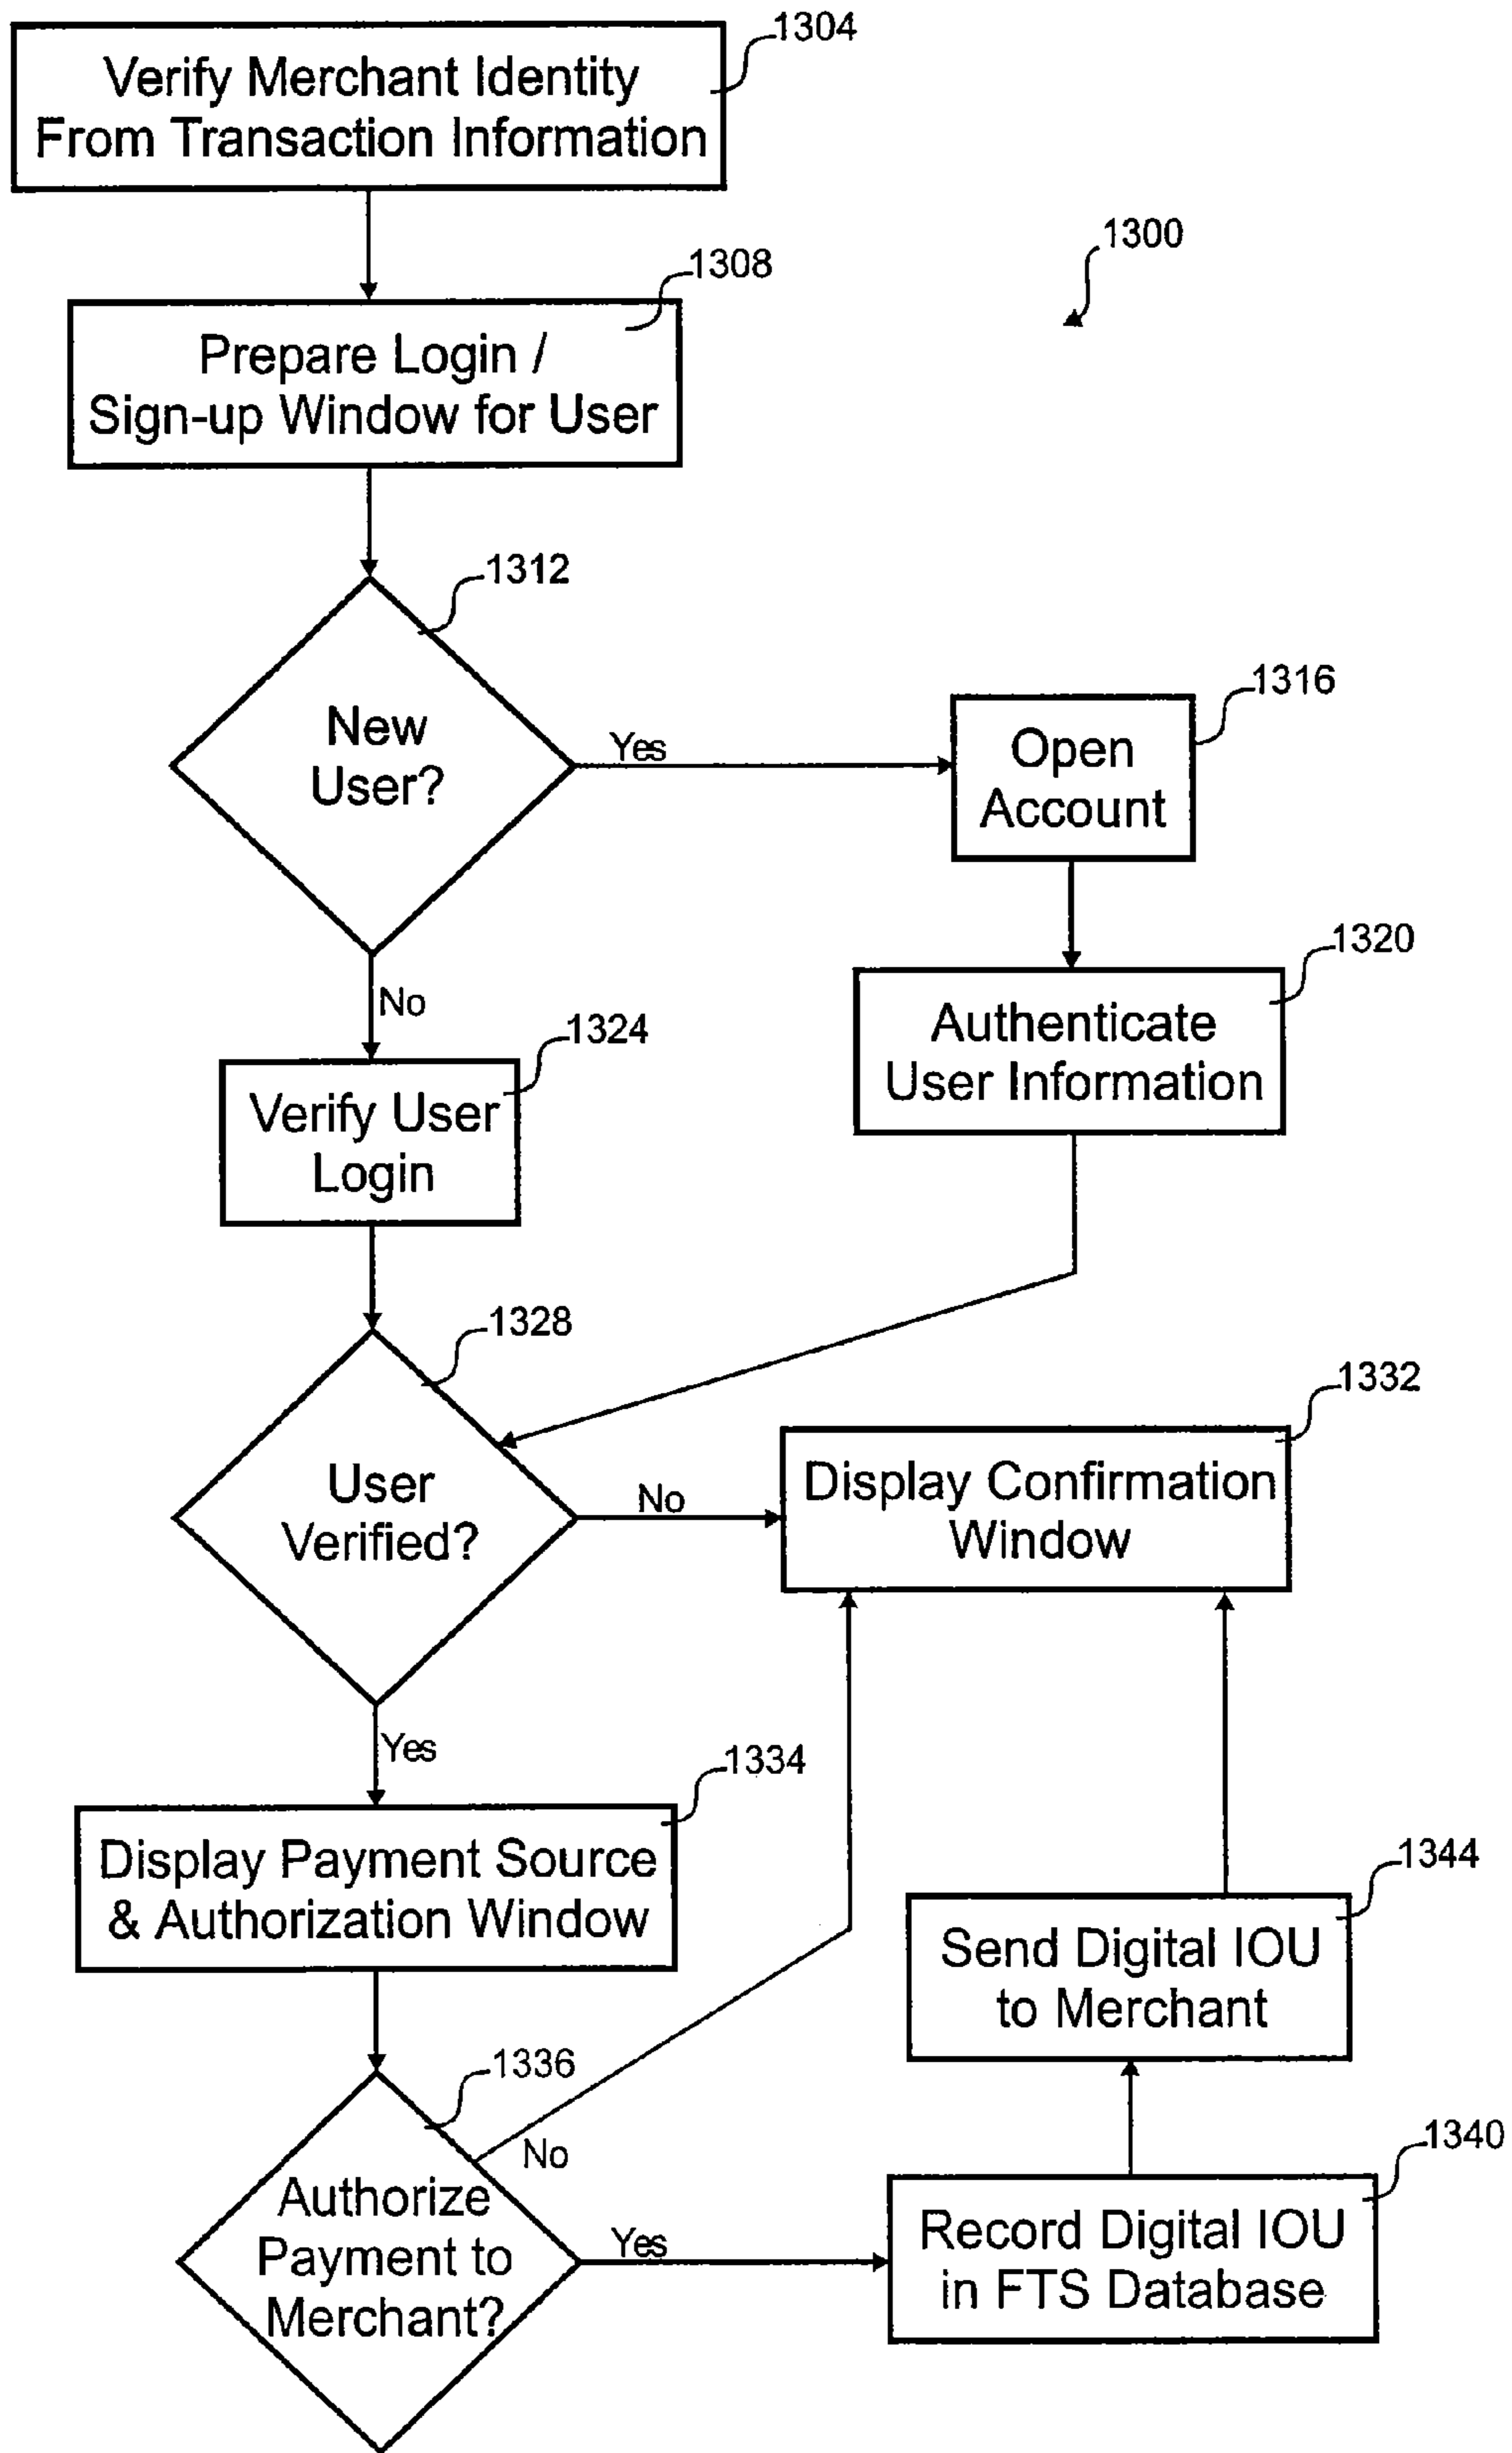 1304
Verify Merchant Identity
From Transaction Information
1300
1308
Prepare Login /
Sign-up Window for User
1312
New
User?
Yes
1316
Open
Account
No
1320
Authenticate
User Information
1324
Verify User
Login
1328
User
Verified?
No
1332
Display Confirmation
Window
Yes
1334
Display Payment Source
& Authorization Window
1344
Send Digital IOU
to Merchant
1336
No
Authorize
Payment to
Merchant?
Yes
1340
Record Digital IOU
in FTS Database